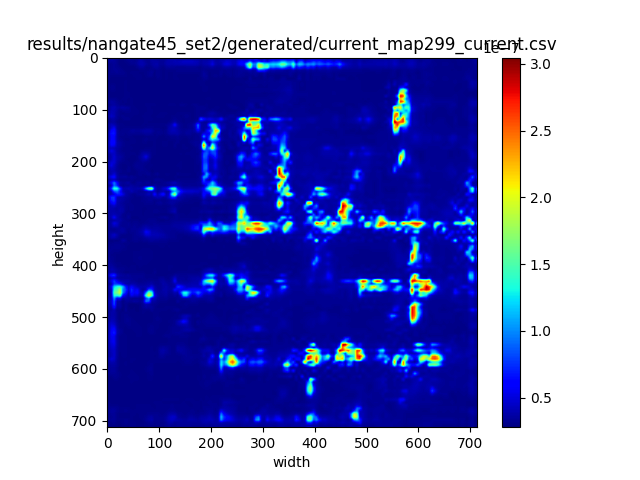 results/nangate45_set2/generated/current_map299_current.csv
1e−7
0
100
200
300
400
500
600
700
height
0 100 200 300 400 500 600 700
width
3.0
2.5
2.0
1.5
1.0
0.5